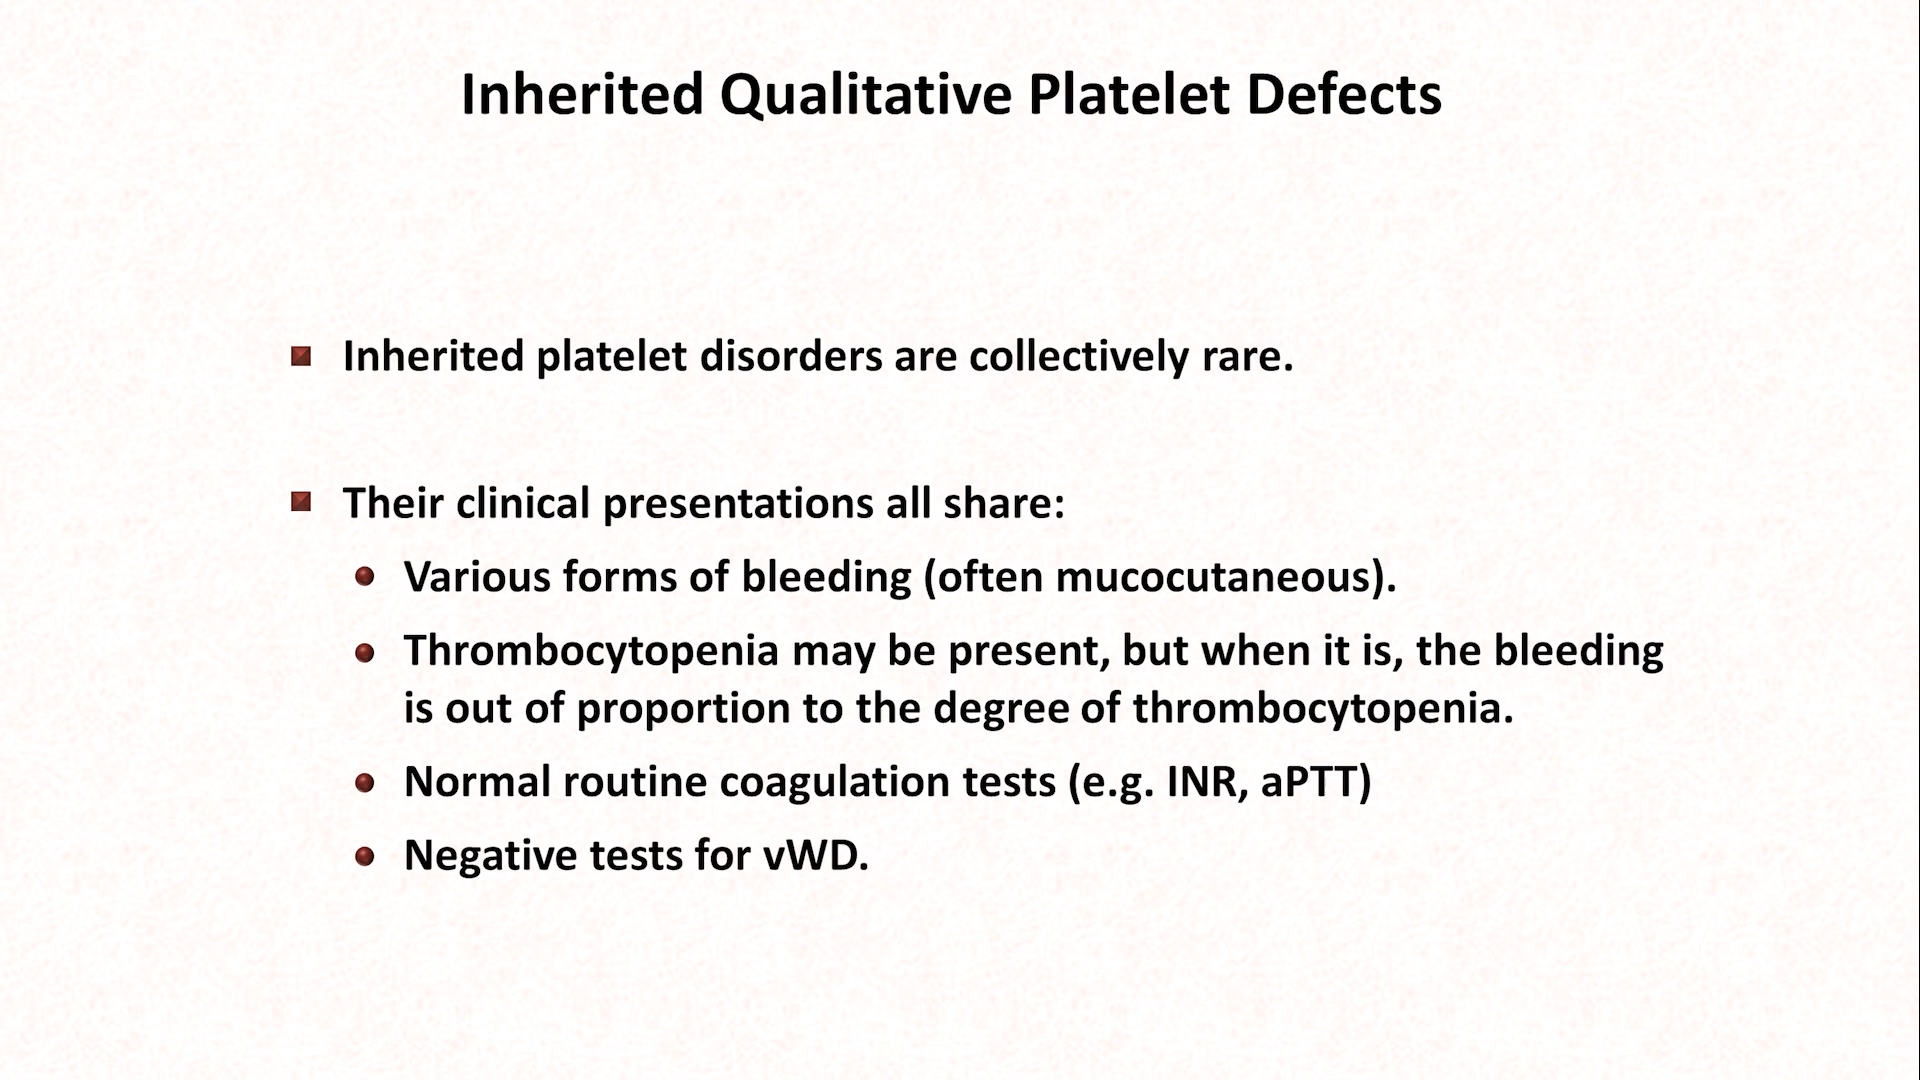 Inherited Qualitative Platelet Defects
Inherited platelet disorders are collectively rare.
Their clinical presentations all share:
Various forms of bleeding (often mucocutaneous).
Thrombocytopenia may be present, but when it is, the bleeding
is out of proportion to the degree of thrombocytopenia.
Normal routine coagulation tests (e.g. INR, aPTT)
Negative tests for vWD.